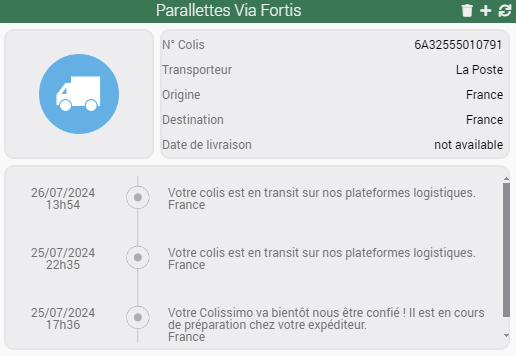 Parallettes Via Fortis
N° Colis 6A32555010791
Transporteur La Poste
Origine France
Destination France
Date de livraison not available
26/07/2024
13h54
Votre colis est en transit sur nos plateformes logistiques.
France
25/07/2024
22h35
Votre colis est en transit sur nos plateformes logistiques.
France
25/07/2024
17h36
Votre Colissimo va bientôt nous être confié ! Il est en cours
de préparation chez votre expéditeur.
France